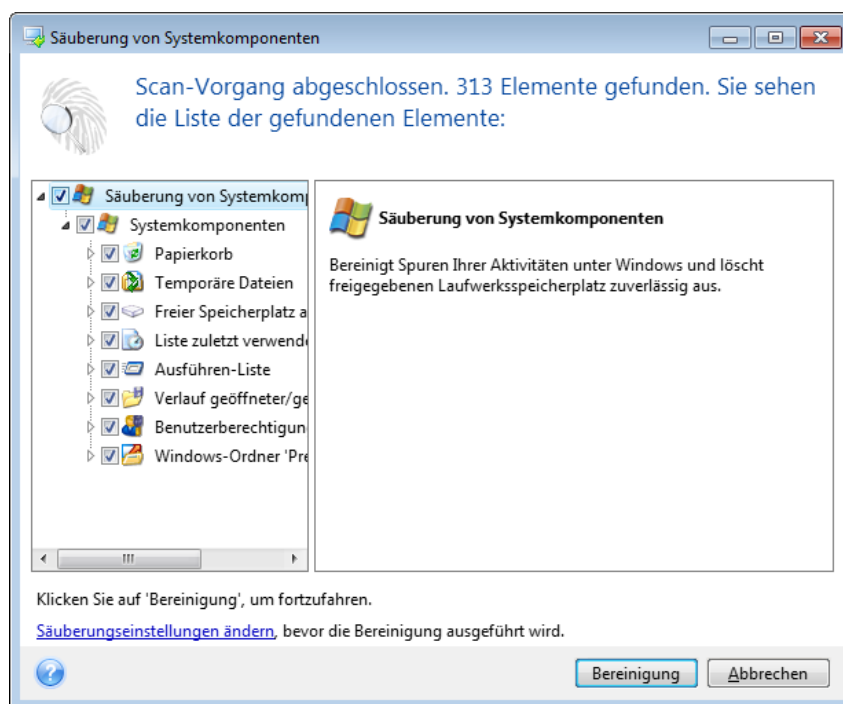 Säuberung von Systemkomponenten
Scan-Vorgang abgeschlossen. 313 Elemente gefunden. Sie sehen
die Liste der gefundenen Elemente:
Säuberung von Systemkomp
Systemkomponenten
Papierkorb
Temporäre Dateien
Freier Speicherplatz a
Liste zuletzt verwende
Ausführen-Liste
Verlauf geöffneter/ge
Benutzerberechtigun
Windows-Ordner 'Pre
Säuberung von Systemkomponenten
Bereinigt Spuren Ihrer Aktivitäten unter Windows und löscht
freigegebenen Laufwerksspeicherplatz zuverlässig aus.
Klicken Sie auf 'Bereinigung', um fortzufahren.
Säuberungseinstellungen ändern, bevor die Bereinigung ausgeführt wird.
Bereinigung
Abbrechen